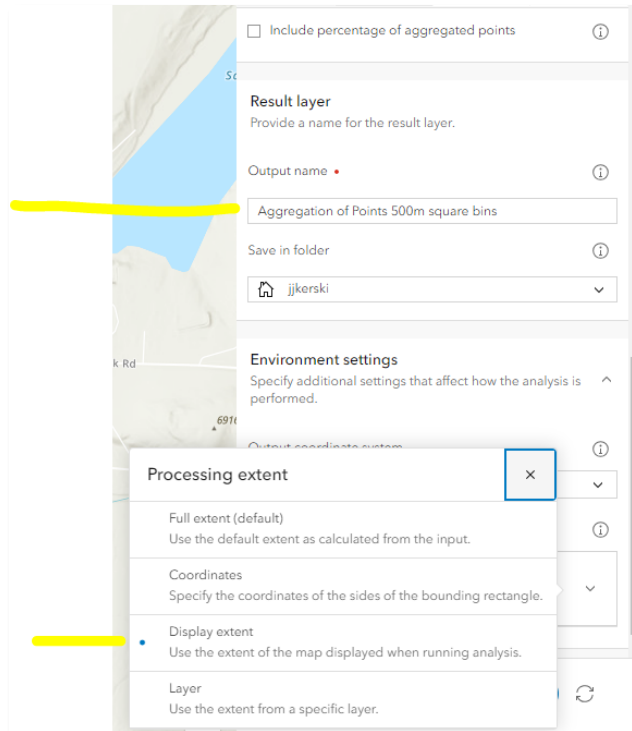 Include percentage of aggregated points
Result layer
Provide a name for the result layer.
Output name
Aggregation of Points 500m square bins
Save in folder
jjkerski
k Rd
Environment settings
Specify additional settings that affect how the analysis is
performed.
691
Output coordinate system
Processing extent
Full extent (default)
Use the default extent as calculated from the input.
Coordinates
Specify the coordinates of the sides of the bounding rectangle.
Display extent
Use the extent of the map displayed when running analysis.
Layer
Use the extent from a specific layer.